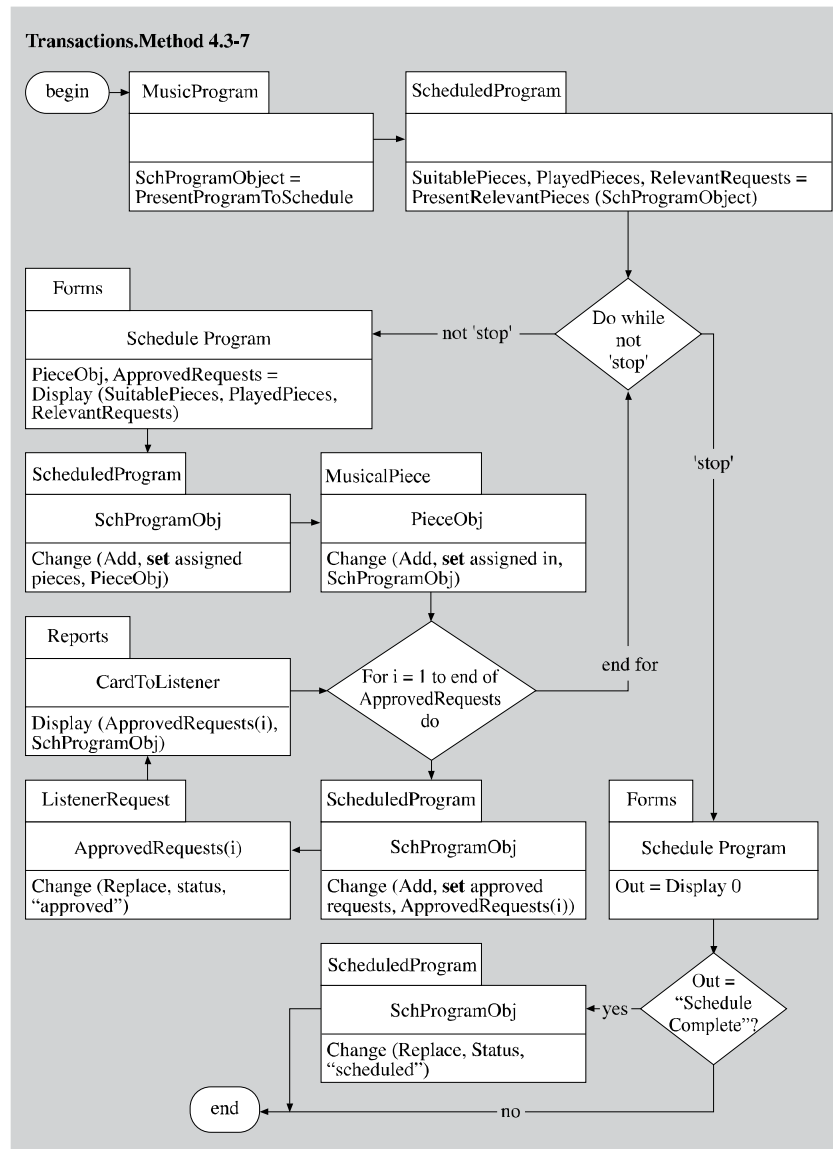 Transactions.Method 4.3-7
begin
MusicProgram
SchProgramObject =
PresentProgramToSchedule
ScheduledProgram
SuitablePieces, PlayedPieces, RelevantRequests =
PresentRelevantPieces (SchProgramObject)
Do while
not
'stop'
not 'stop'
'stop'
Forms
Schedule Program
PieceObj, ApprovedRequests =
Display (SuitablePieces, PlayedPieces,
RelevantRequests)
ScheduledProgram
SchProgramObj
Change (Add, set assigned
pieces, PieceObj)
MusicalPiece
PieceObj
Change (Add, set assigned in,
SchProgramObj)
For i = 1 to end of
ApprovedRequests
do
end for
Reports
CardToListener
Display (ApprovedRequests(i),
SchProgramObj)
ScheduledProgram
SchProgramObj
Change (Add, set approved
requests, ApprovedRequests(i))
ListenerRequest
ApprovedRequests(i)
Change (Replace, status,
“approved”)
Forms
Schedule Program
Out = Display 0
Out =
“Schedule
Complete”?
yes
ScheduledProgram
SchProgramObj
Change (Replace, Status,
“scheduled”)
no
end